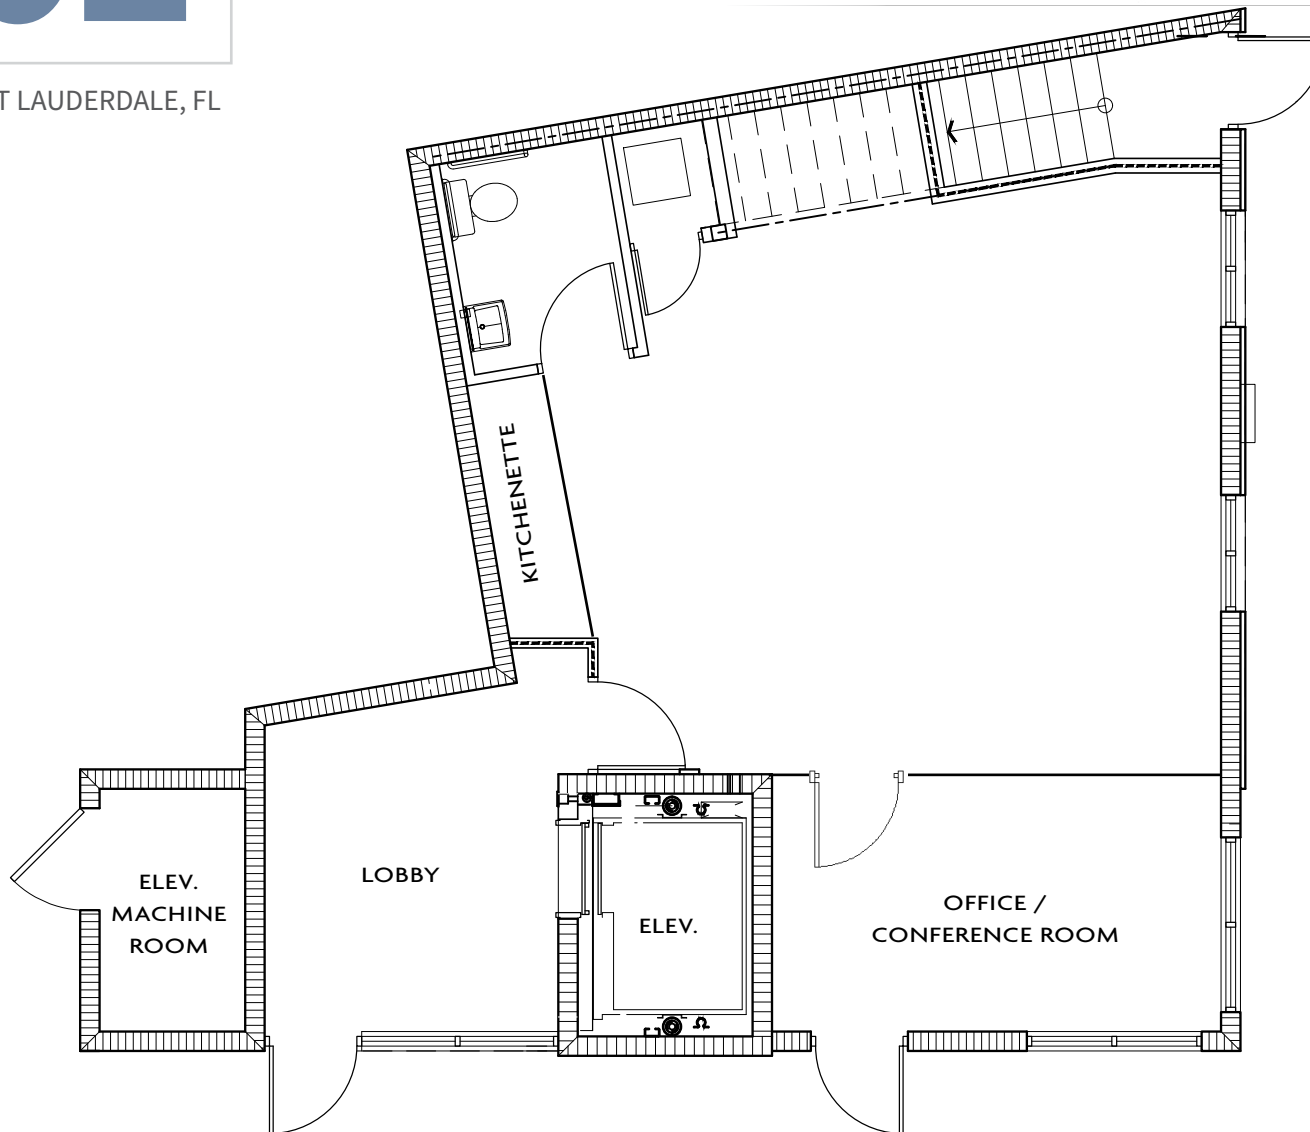 T LAUDERDALE, FL
KITCHENETTE
LOBBY
ELEV.
MACHINE
ROOM
ELEV.
OFFICE /
CONFERENCE ROOM